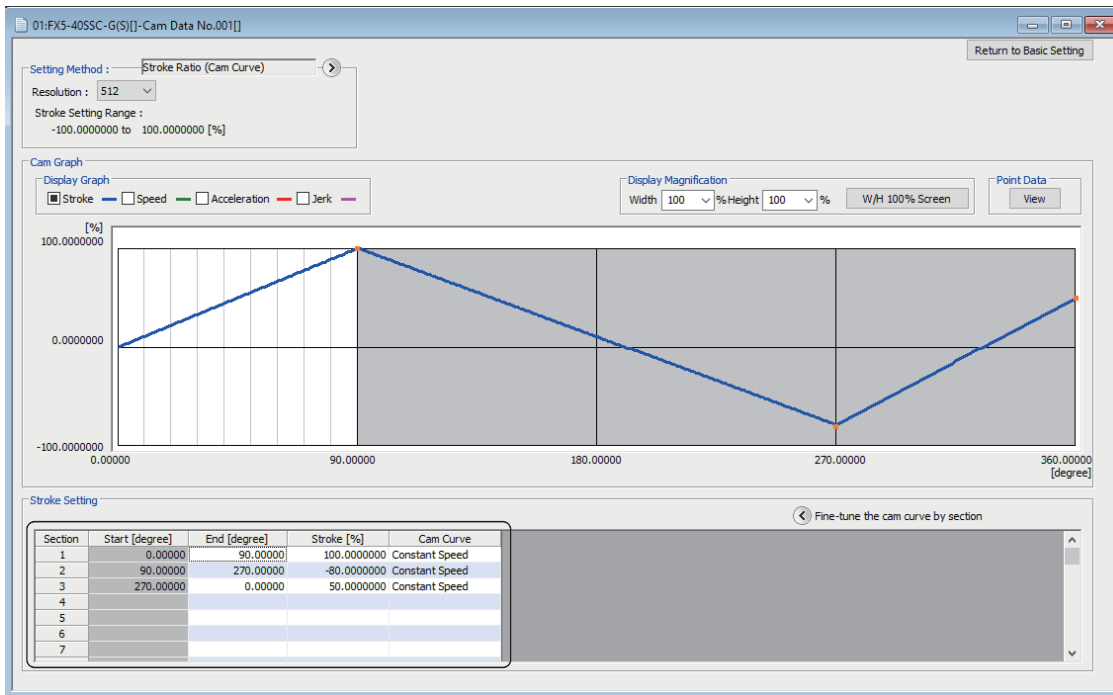 01:FX5-40SSC-G(S)[]-Cam Data No.001[]
Return to Basic Setting
Setting Method : Stroke Ratio (Cam Curve)
Resolution : 512
Stroke Setting Range :
-100.0000000 to 100.0000000 [%]
Cam Graph
Display Graph
Stroke Speed Acceleration Jerk
Display Magnification
Width 100 % Height 100 % W/H 100% Screen
Point Data
View
[%]
100.0000000
0.0000000
-100.0000000
0.00000 90.00000 180.00000 270.00000 360.00000
[degree]
Stroke Setting
Fine-tune the cam curve by section
Section Start [degree] End [degree] Stroke [%] Cam Curve
1 0.00000 90.00000 100.0000000 Constant Speed
2 90.00000 270.00000 -80.0000000 Constant Speed
3 270.00000 0.00000 50.0000000 Constant Speed
4
5
6
7